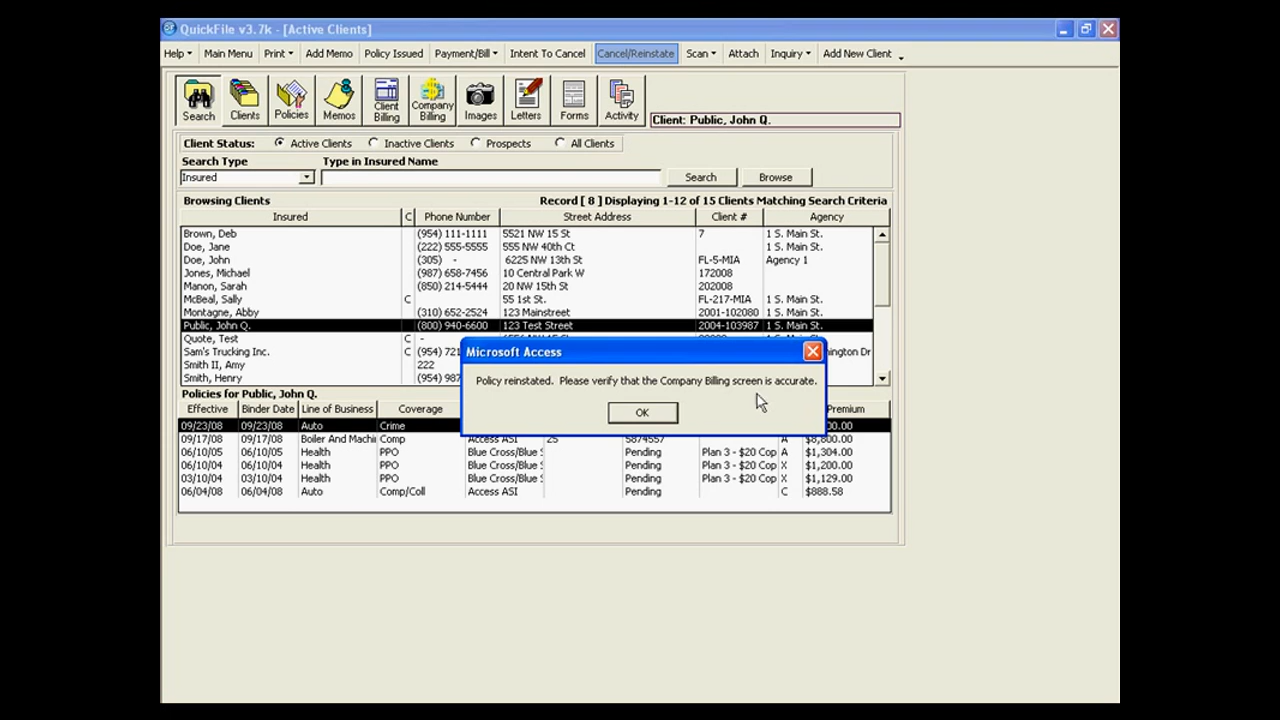 QuickFile v3.7k - [Active Clients]
Help Main Menu Print Add Memo Policy Issued Payment/Bill Intent To Cancel Cancel/Reinstate Scan Attach Inquiry Add New Client
Search Clients Policies Memos Client Billing Company Billing Images Letters Forms Activity
Client: Public, John Q.
Client Status: Active Clients Inactive Clients Prospects All Clients
Search Type Type in Insured Name
Insured Search Browse
Browsing Clients Record [ 8 ] Displaying 1-12 of 15 Clients Matching Search Criteria
Insured C Phone Number Street Address Client # Agency
Brown, Deb (954) 111-1111 5521 NW 15 St 7 1 S. Main St.
Doe, Jane (222) 555-5555 555 NW 40th Ct 1 S. Main St.
Doe, John (305) - 6225 NW 13th St FL-5-MIA Agency 1
Jones, Michael (987) 658-7456 10 Central Park W 172008
Manon, Sarah (850) 214-5444 20 NW 15th St 202008
McBeal, Sally C 55 1st St. FL-217-MIA 1 S. Main St.
Montagne, Abby (310) 652-2524 123 Mainstreet 2001-102080 1 S. Main St.
Public, John Q. (800) 940-6600 123 Test Street 2004-103987 1 S. Main St.
Quote, Test C -
Sam's Trucking Inc. C (954) 721 ington Dr
Smith II, Amy 222
Smith, Henry (954) 987
Microsoft Access
Policy reinstated. Please verify that the Company Billing screen is accurate.
OK
Policies for Public, John Q.
Effective Binder Date Line of Business Coverage Premium
09/23/08 09/23/08 Auto Crime 00.00
09/17/08 09/17/08 Boiler And Machi Comp Access ASI 25 5874557 A $8,800.00
06/10/05 06/10/05 Health PPO Blue Cross/Blue S Pending Plan 3 - $20 Cop A $1,304.00
06/10/04 06/10/04 Health PPO Blue Cross/Blue S Pending Plan 3 - $20 Cop X $1,200.00
03/10/04 03/10/04 Health PPO Blue Cross/Blue S Pending Plan 3 - $20 Cop X $1,129.00
06/04/08 06/04/08 Auto Comp/Coll Access ASI Pending C $888.58